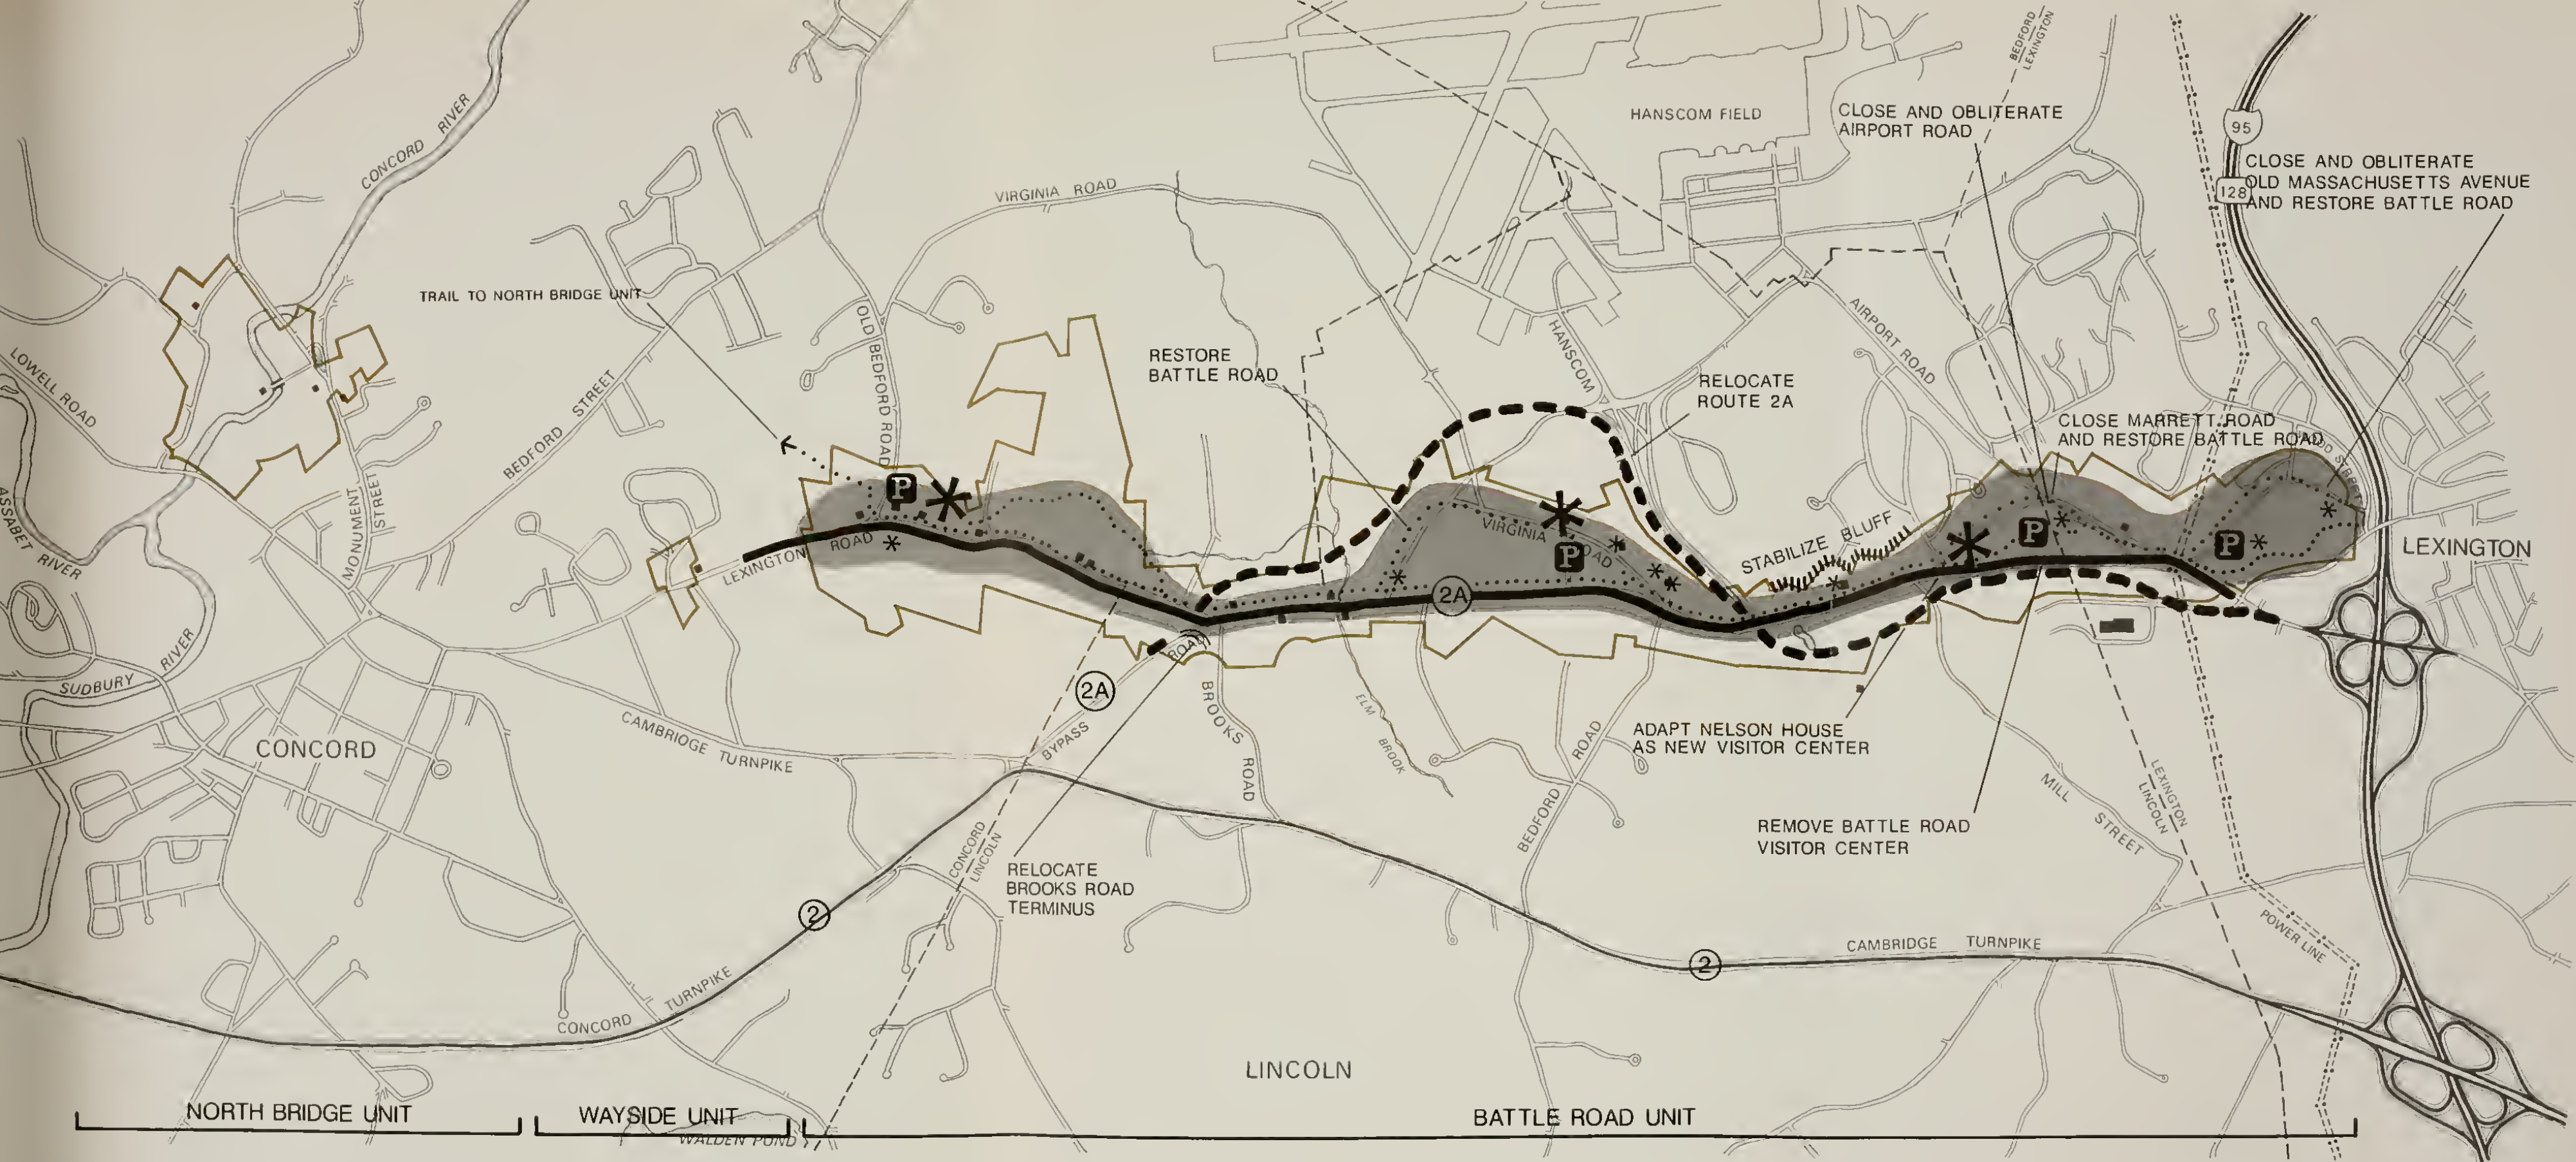 BEDFORD
LEXINGTON
CONCORD RIVER
HANSCOM FIELD
CLOSE AND OBLITERATE
AIRPORT ROAD
95
128
CLOSE AND OBLITERATE
OLD MASSACHUSETTS AVENUE
AND RESTORE BATTLE ROAD
VIRGINIA ROAD
TRAIL TO NORTH BRIDGE UNIT
OLD BEDFORD ROAD
LOWELL ROAD
BEDFORD STREET
RESTORE
BATTLE ROAD
HANSCOM
AIRPORT ROAD
RELOCATE
ROUTE 2A
CLOSE MARRETT ROAD
AND RESTORE BATTLE ROAD
MONUMENT
STREET
ASSABET RIVER
P
VIRGINIA ROAD
P
STABILIZE BLUFF
P
P
LEXINGTON
LEXINGTON ROAD
2A
ROAD
SUDBURY RIVER
2A
BYPASS
BROOKS ROAD
ELM BROOK
BEDFORD ROAD
CONCORD
CAMBRIDGE TURNPIKE
ADAPT NELSON HOUSE
AS NEW VISITOR CENTER
MILL STREET
LEXINGTON
LINCOLN
REMOVE BATTLE ROAD
VISITOR CENTER
CONCORD
LINCOLN
RELOCATE
BROOKS ROAD
TERMINUS
2
2
CAMBRIDGE TURNPIKE
POWER LINE
CONCORD TURNPIKE
LINCOLN
NORTH BRIDGE UNIT
WAYSIDE UNIT
BATTLE ROAD UNIT
WALDEN POND